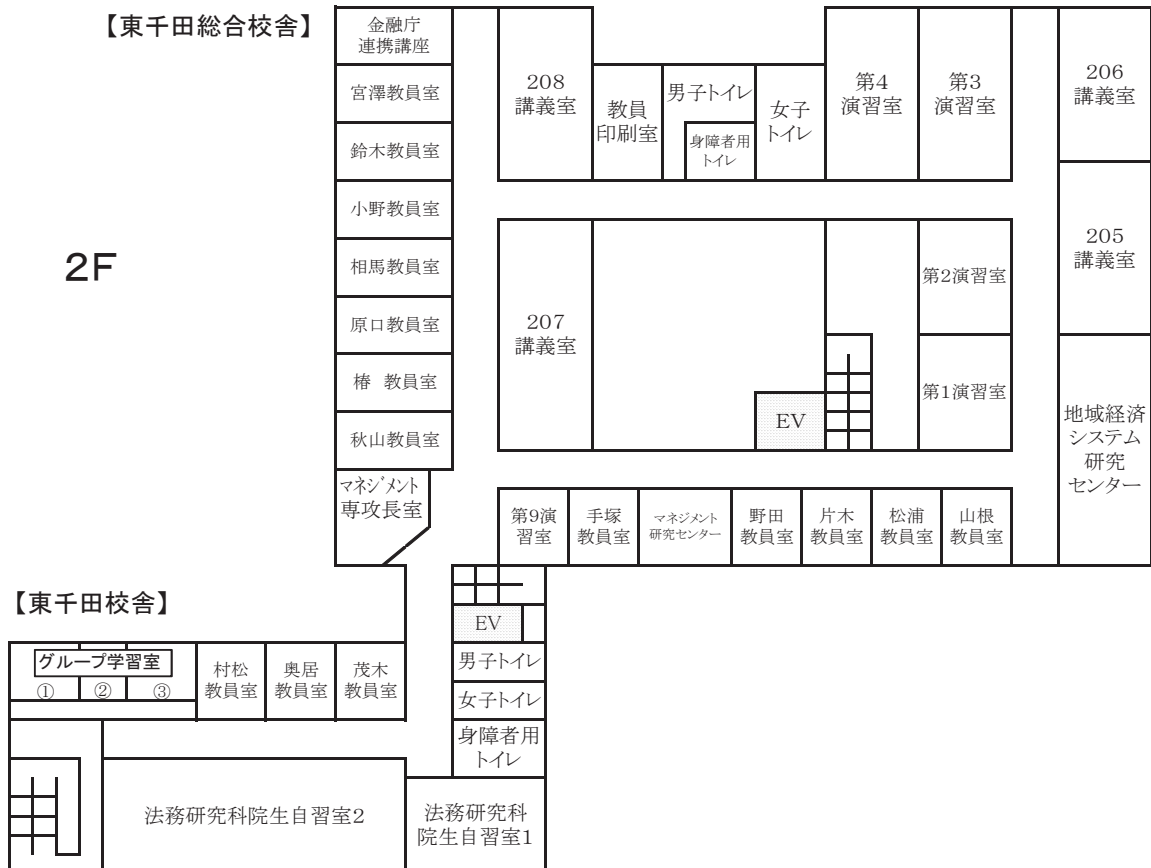 【東千田総合校舎】
2F
金融庁
連携講座
宮澤教員室
鈴木教員室
小野教員室
相馬教員室
原口教員室
椿 教員室
秋山教員室
マネジメント
専攻長室
208
講義室
教員
印刷室
男子トイレ
身障者用
トイレ
女子
トイレ
第4
演習室
第3
演習室
206
講義室
205
講義室
207
講義室
EV
第2演習室
第1演習室
地域経済
システム
研究
センター
第9演
習室
手塚
教員室
マネジメント
研究センター
野田
教員室
片木
教員室
松浦
教員室
山根
教員室
【東千田校舎】
グループ学習室
①
②
③
村松
教員室
奥居
教員室
茂木
教員室
EV
男子トイレ
女子トイレ
身障者用
トイレ
法務研究科院生自習室2
法務研究科
院生自習室1